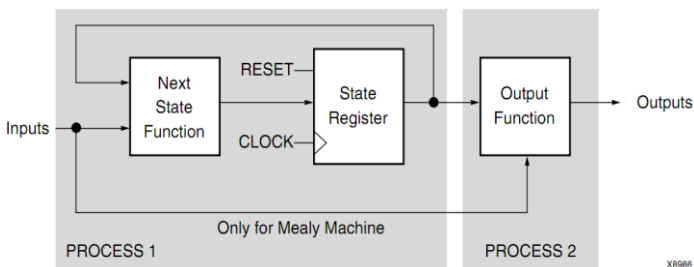 Inputs
Next
State
Function
RESET
CLOCK
State
Register
Output
Function
Outputs
Only for Mealy Machine
PROCESS 1
PROCESS 2
X8986